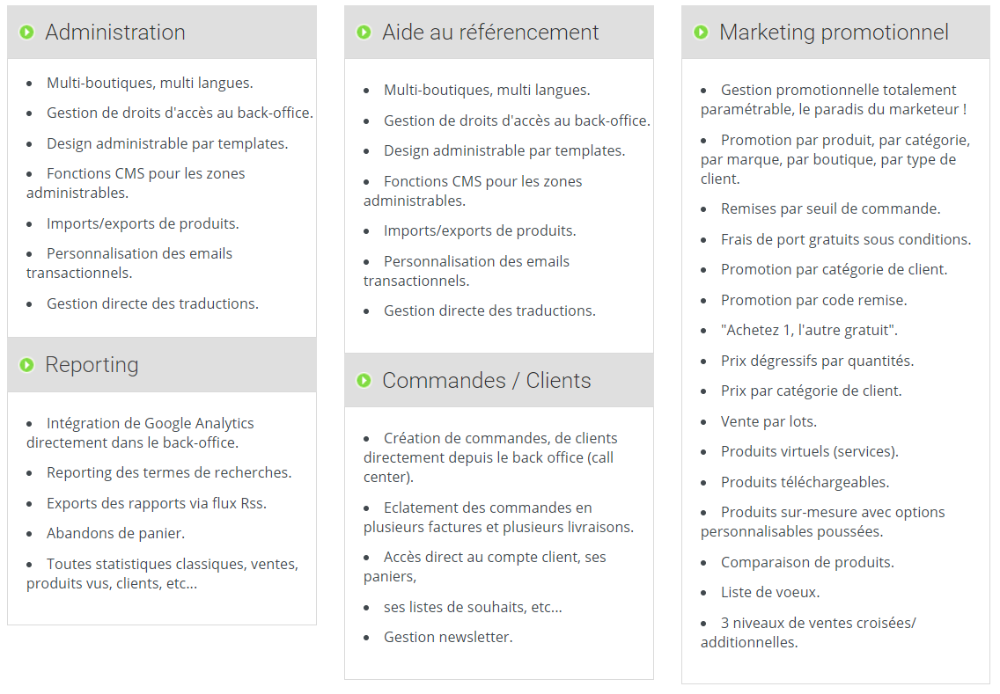 Administration
Multi-boutiques, multi langues.
Gestion de droits d'accès au back-office.
Design administrable par templates.
Fonctions CMS pour les zones
administrables.
Imports/exports de produits.
Personnalisation des emails
transactionnels.
Gestion directe des traductions.
Reporting
Intégration de Google Analytics
directement dans le back-office.
Reporting des termes de recherches.
Exports des rapports via flux Rss.
Abandons de panier.
Toutes statistiques classiques, ventes,
produits vus, clients, etc...
Aide au référencement
Multi-boutiques, multi langues.
Gestion de droits d'accès au back-office.
Design administrable par templates.
Fonctions CMS pour les zones
administrables.
Imports/exports de produits.
Personnalisation des emails
transactionnels.
Gestion directe des traductions.
Commandes / Clients
Création de commandes, de clients
directement depuis le back office (call
center).
Eclatement des commandes en
plusieurs factures et plusieurs livraisons.
Accès direct au compte client, ses
paniers,
ses listes de souhaits, etc...
Gestion newsletter.
Marketing promotionnel
Gestion promotionnelle totalement
paramétrable, le paradis du marketeur !
Promotion par produit, par catégorie,
par marque, par boutique, par type de
client.
Remises par seuil de commande.
Frais de port gratuits sous conditions.
Promotion par catégorie de client.
Promotion par code remise.
"Achetez 1, l'autre gratuit".
Prix dégressifs par quantités.
Prix par catégorie de client.
Vente par lots.
Produits virtuels (services).
Produits téléchargeables.
Produits sur-mesure avec options
personnalisables poussées.
Comparaison de produits.
Liste de voeux.
3 niveaux de ventes croisées/
additionnelles.